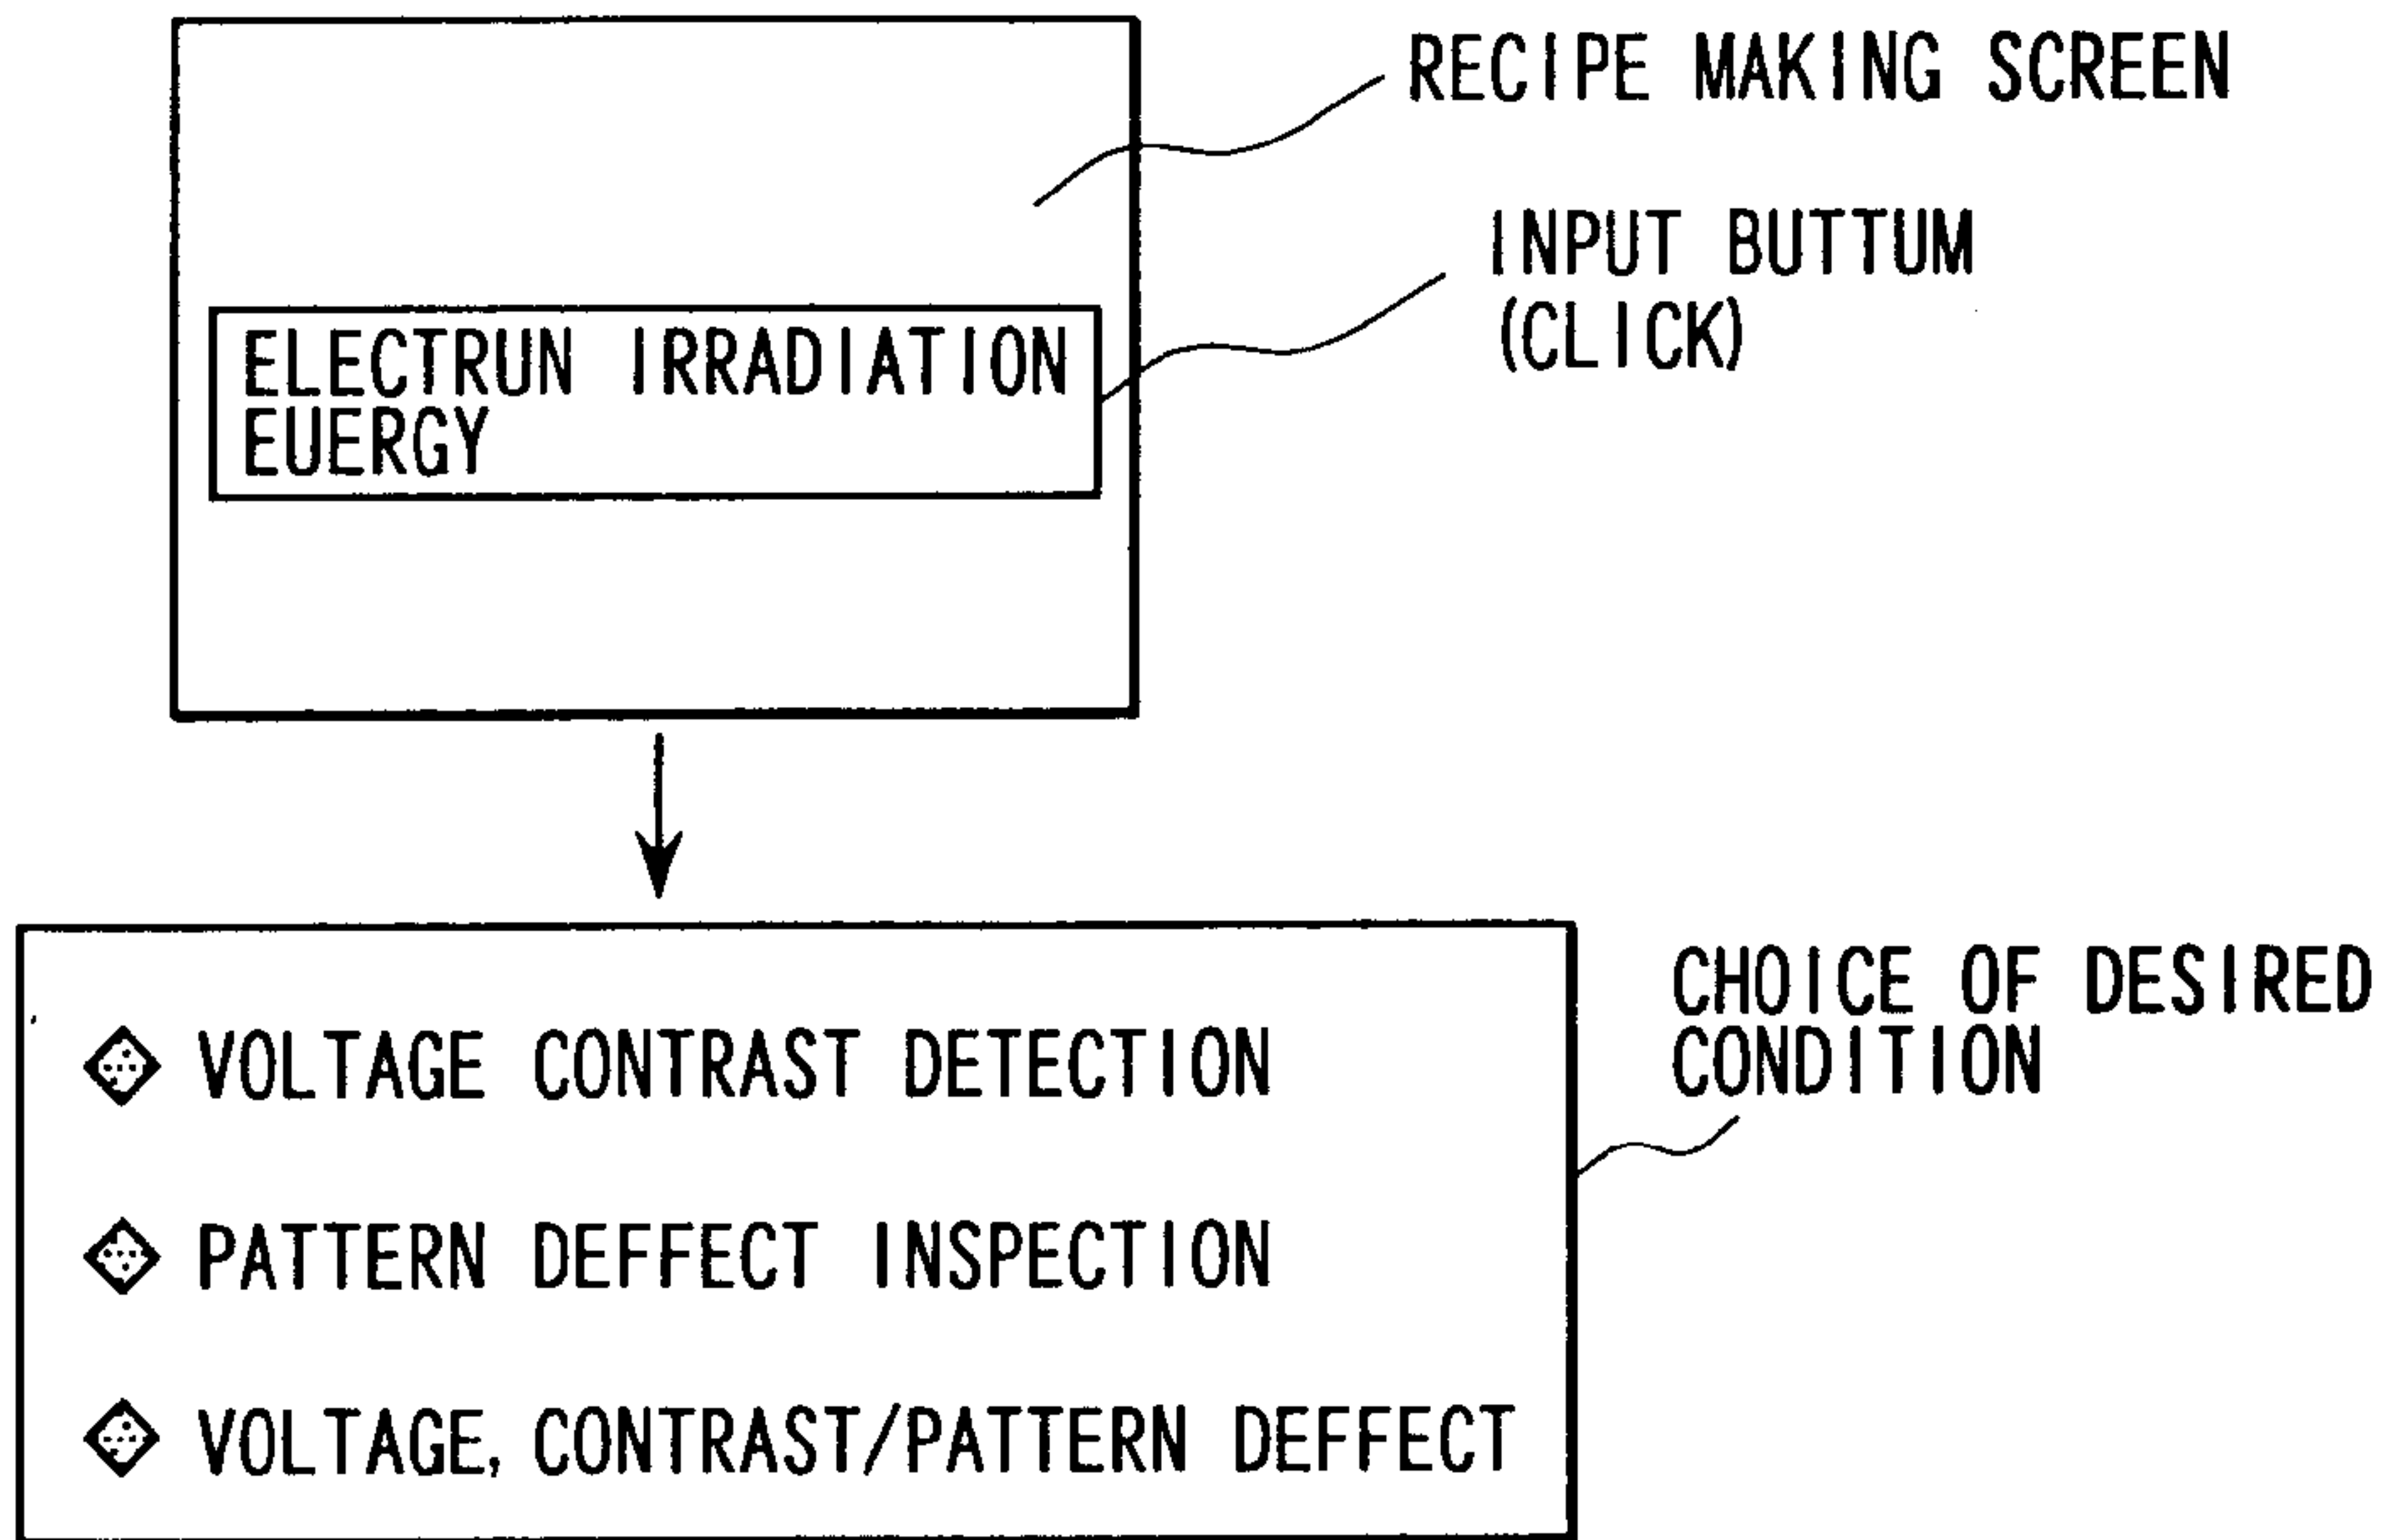 RECIPE MAKING SCREEN
INPUT BUTTUM
(CLICK)
ELECTRUN IRRADIATION
EUERGY
CHOICE OF DESIRED
CONDITION
VOLTAGE CONTRAST DETECTION
PATTERN DEFFECT INSPECTION
VOLTAGE, CONTRAST/PATTERN DEFFECT